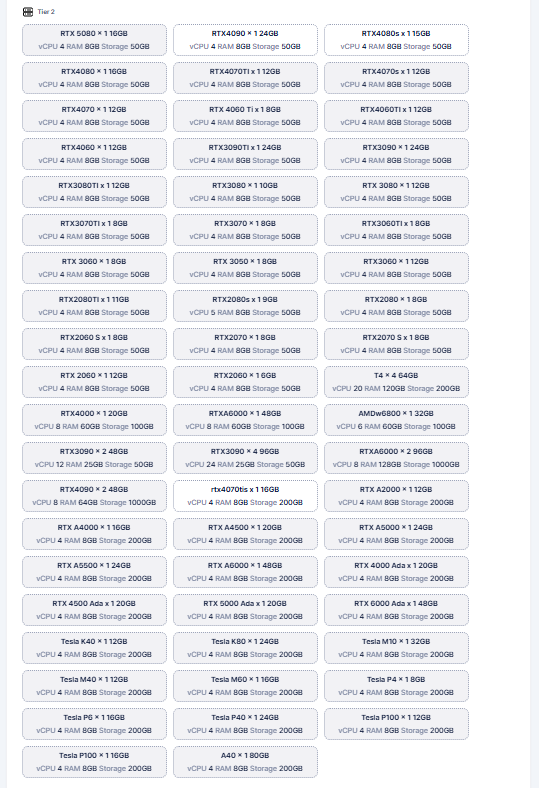 Tier 2
RTX 5080 × 1 16GB
vCPU 4 RAM 8GB Storage 50GB
RTX4090 × 1 24GB
vCPU 4 RAM 8GB Storage 50GB
RTX4080s x 1 15GB
vCPU 4 RAM 8GB Storage 50GB
RTX4080 × 1 16GB
vCPU 4 RAM 8GB Storage 50GB
RTX4070TI x 1 12GB
vCPU 4 RAM 8GB Storage 50GB
RTX4070s x 1 12GB
vCPU 4 RAM 8GB Storage 50GB
RTX4070 × 1 12GB
vCPU 4 RAM 8GB Storage 50GB
RTX 4060 Ti x 1 8GB
vCPU 4 RAM 8GB Storage 50GB
RTX4060TI x 1 12GB
vCPU 4 RAM 8GB Storage 50GB
RTX4060 × 1 12GB
vCPU 4 RAM 8GB Storage 50GB
RTX3090TI x 1 24GB
vCPU 4 RAM 8GB Storage 50GB
RTX3090 × 1 24GB
vCPU 4 RAM 8GB Storage 50GB
RTX3080TI x 1 12GB
vCPU 4 RAM 8GB Storage 50GB
RTX3080 × 1 10GB
vCPU 4 RAM 8GB Storage 50GB
RTX 3080 × 1 12GB
vCPU 4 RAM 8GB Storage 50GB
RTX3070TI x 1 8GB
vCPU 4 RAM 8GB Storage 50GB
RTX3070 × 1 8GB
vCPU 4 RAM 8GB Storage 50GB
RTX3060TI x 1 8GB
vCPU 4 RAM 8GB Storage 50GB
RTX 3060 × 1 8GB
vCPU 4 RAM 8GB Storage 50GB
RTX 3050 × 1 8GB
vCPU 4 RAM 8GB Storage 50GB
RTX3060 × 1 12GB
vCPU 4 RAM 8GB Storage 50GB
RTX2080TI x 1 11GB
vCPU 4 RAM 8GB Storage 50GB
RTX2080s x 1 9GB
vCPU 5 RAM 8GB Storage 50GB
RTX2080 × 1 8GB
vCPU 4 RAM 8GB Storage 50GB
RTX2060 S x 1 8GB
vCPU 4 RAM 8GB Storage 50GB
RTX2070 × 1 8GB
vCPU 4 RAM 8GB Storage 50GB
RTX2070 S x 1 8GB
vCPU 4 RAM 8GB Storage 50GB
RTX 2060 × 1 12GB
vCPU 4 RAM 8GB Storage 50GB
RTX2060 × 1 6GB
vCPU 4 RAM 8GB Storage 50GB
T4 × 4 64GB
vCPU 20 RAM 120GB Storage 200GB
RTX4000 × 1 20GB
vCPU 8 RAM 60GB Storage 100GB
RTXA6000 × 1 48GB
vCPU 8 RAM 60GB Storage 100GB
AMDw6800 × 1 32GB
vCPU 6 RAM 60GB Storage 100GB
RTX3090 × 2 48GB
vCPU 12 RAM 25GB Storage 50GB
RTX3090 × 4 96GB
vCPU 24 RAM 25GB Storage 50GB
RTXA6000 × 2 96GB
vCPU 8 RAM 128GB Storage 1000GB
RTX4090 × 2 48GB
vCPU 8 RAM 64GB Storage 1000GB
rtx4070tis x 1 16GB
vCPU 4 RAM 8GB Storage 200GB
RTX A2000 × 1 12GB
vCPU 4 RAM 8GB Storage 200GB
RTX A4000 × 1 16GB
vCPU 4 RAM 8GB Storage 200GB
RTX A4500 × 1 20GB
vCPU 4 RAM 8GB Storage 200GB
RTX A5000 × 1 24GB
vCPU 4 RAM 8GB Storage 200GB
RTX A5500 × 1 24GB
vCPU 4 RAM 8GB Storage 200GB
RTX A6000 × 1 48GB
vCPU 4 RAM 8GB Storage 200GB
RTX 4000 Ada x 1 20GB
vCPU 4 RAM 8GB Storage 200GB
RTX 4500 Ada x 1 20GB
vCPU 4 RAM 8GB Storage 200GB
RTX 5000 Ada x 1 20GB
vCPU 4 RAM 8GB Storage 200GB
RTX 6000 Ada x 1 48GB
vCPU 4 RAM 8GB Storage 200GB
Tesla K40 × 1 12GB
vCPU 4 RAM 8GB Storage 200GB
Tesla K80 × 1 24GB
vCPU 4 RAM 8GB Storage 200GB
Tesla M10 × 1 32GB
vCPU 4 RAM 8GB Storage 200GB
Tesla M40 × 1 12GB
vCPU 4 RAM 8GB Storage 200GB
Tesla M60 × 1 16GB
vCPU 4 RAM 8GB Storage 200GB
Tesla P4 × 1 8GB
vCPU 4 RAM 8GB Storage 200GB
Tesla P6 × 1 16GB
vCPU 4 RAM 8GB Storage 200GB
Tesla P40 × 1 24GB
vCPU 4 RAM 8GB Storage 200GB
Tesla P100 × 1 12GB
vCPU 4 RAM 8GB Storage 200GB
Tesla P100 × 1 16GB
vCPU 4 RAM 8GB Storage 200GB
A40 × 1 80GB
vCPU 4 RAM 8GB Storage 200GB